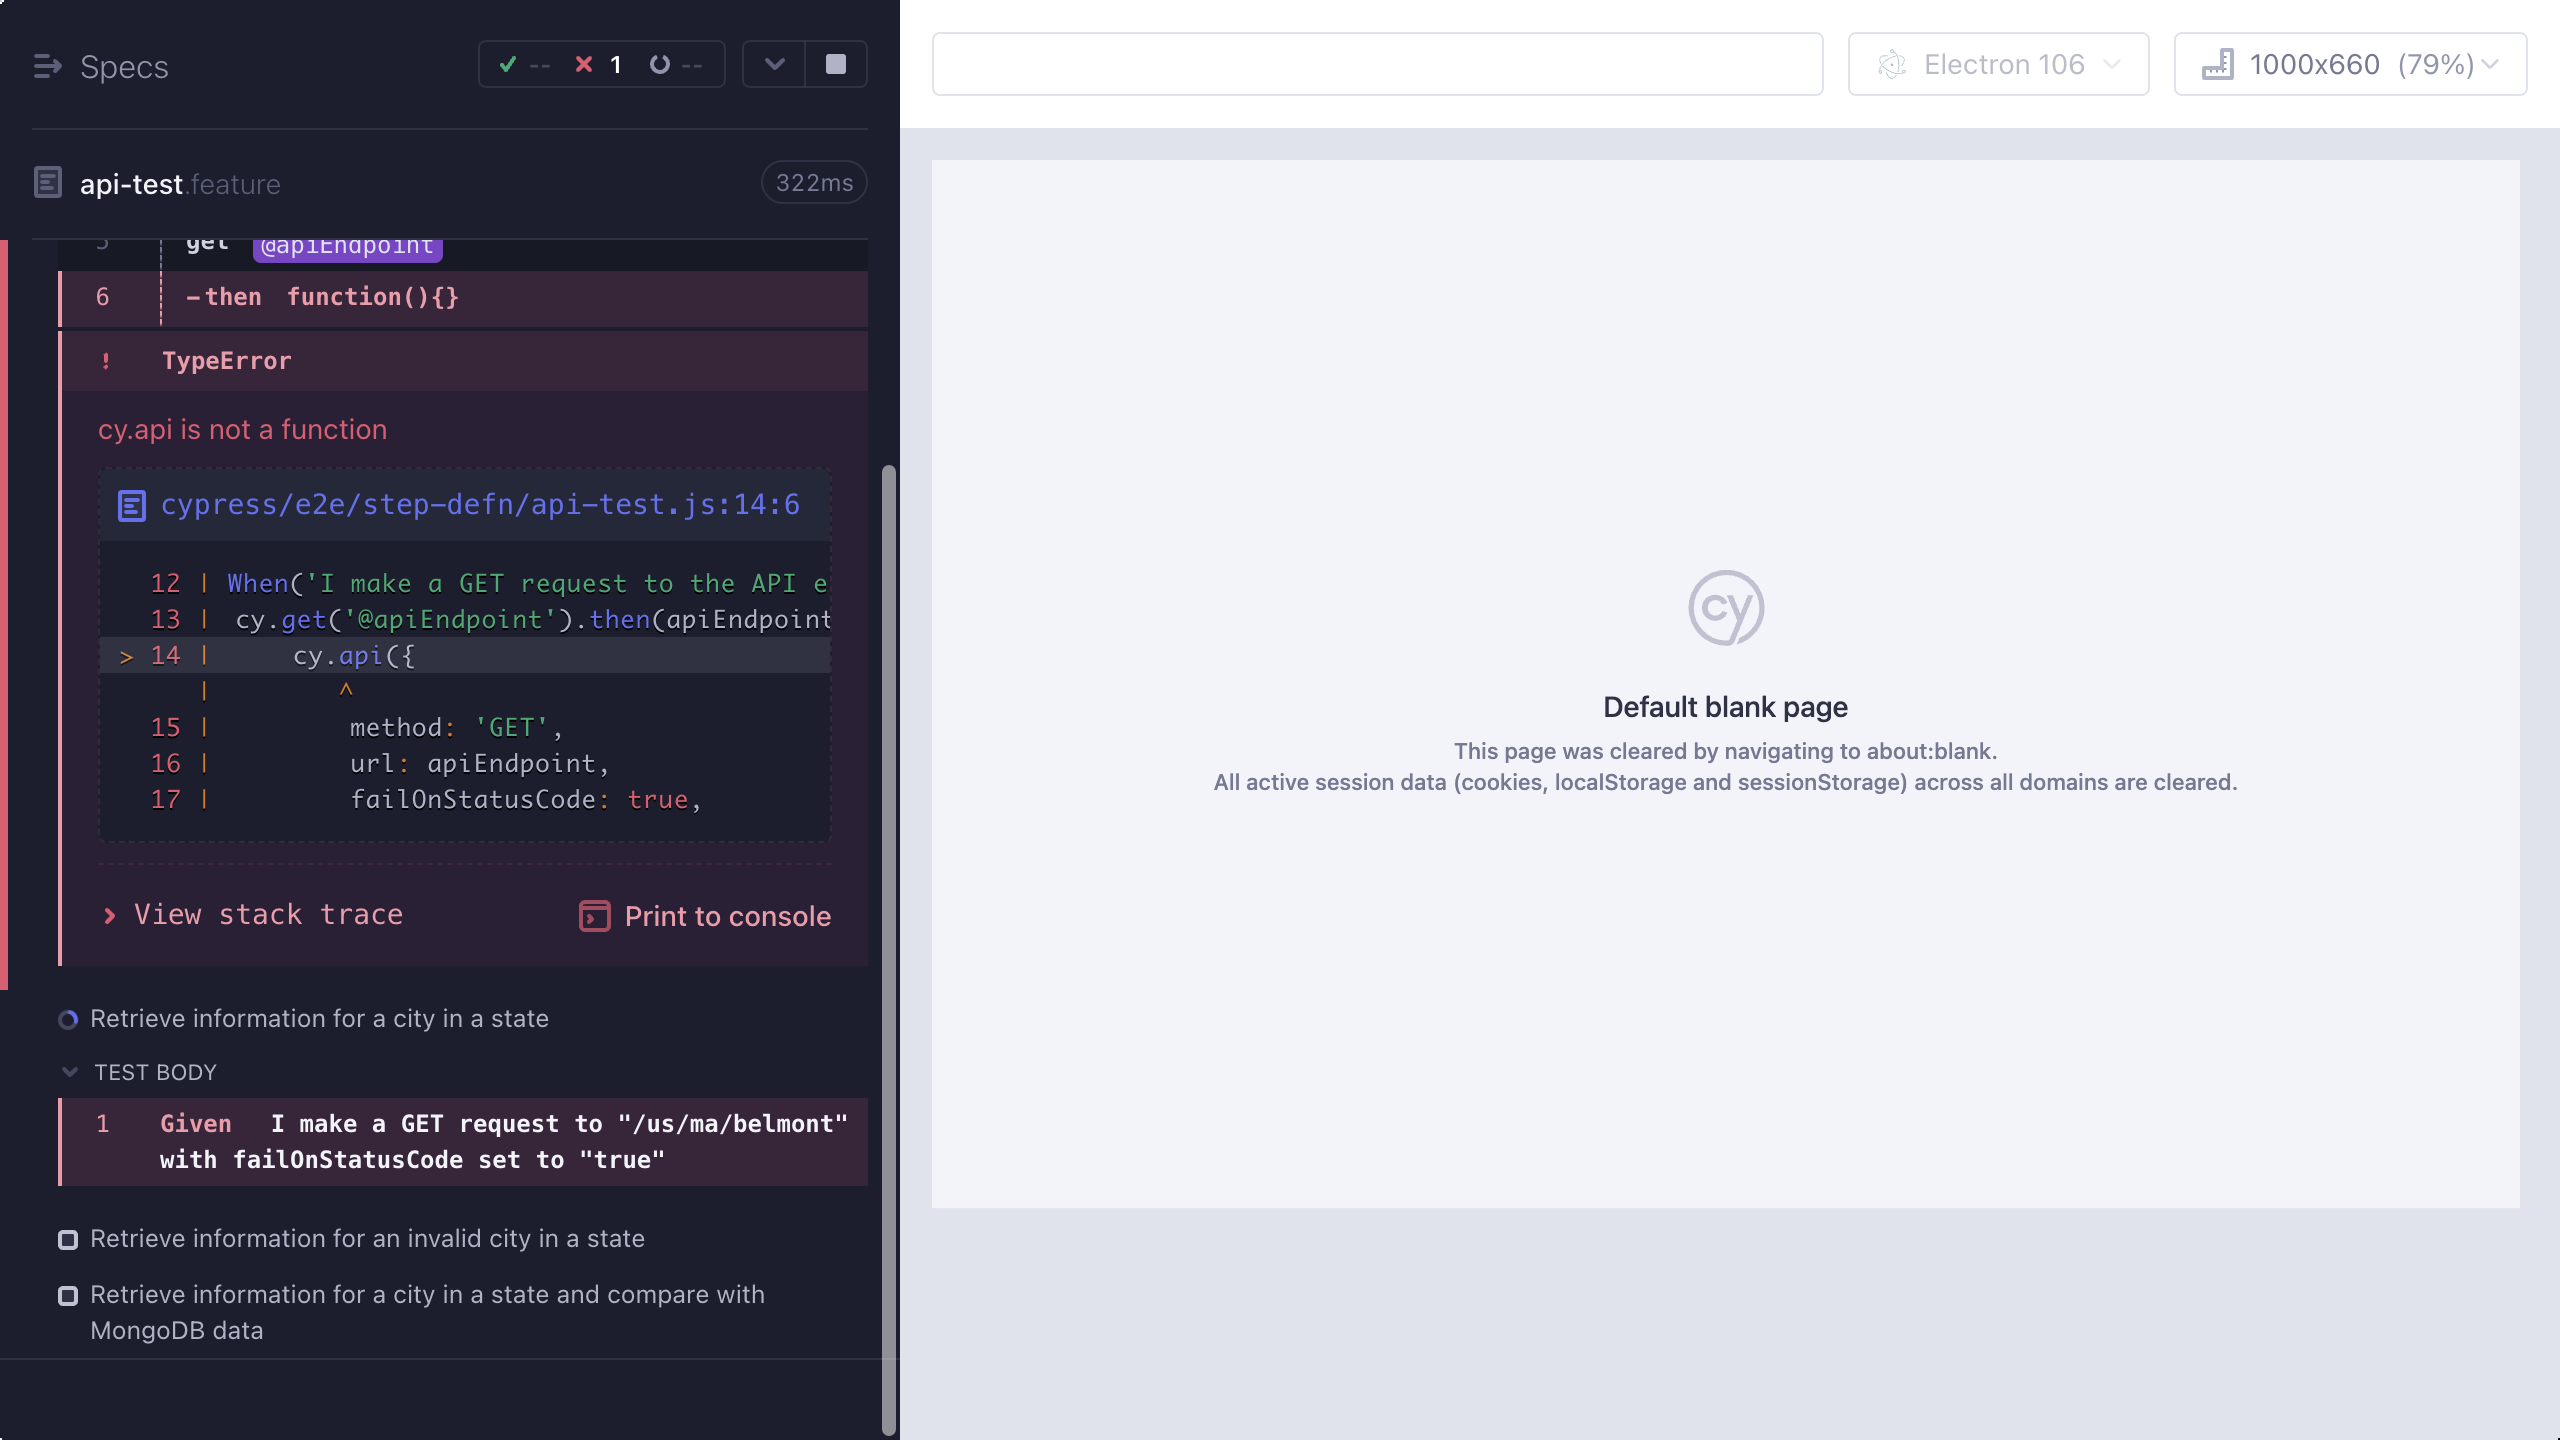 Specs
-- 1 --
api-test.feature
322ms
5 get @apiEndpoint
6 -then function(){}
! TypeError
cy.api is not a function
cypress/e2e/step-defn/api-test.js:14:6
12 | When('I make a GET request to the API e
13 | cy.get('@apiEndpoint').then(apiEndpoint
> 14 | cy.api({
| ^
15 | method: 'GET',
16 | url: apiEndpoint,
17 | failOnStatusCode: true,
View stack trace
Print to console
Retrieve information for a city in a state
TEST BODY
1 Given I make a GET request to "/us/ma/belmont"
with failOnStatusCode set to "true"
Retrieve information for an invalid city in a state
Retrieve information for a city in a state and compare with
MongoDB data
Electron 106
1000x660 (79%)
cy
Default blank page
This page was cleared by navigating to about:blank.
All active session data (cookies, localStorage and sessionStorage) across all domains are cleared.